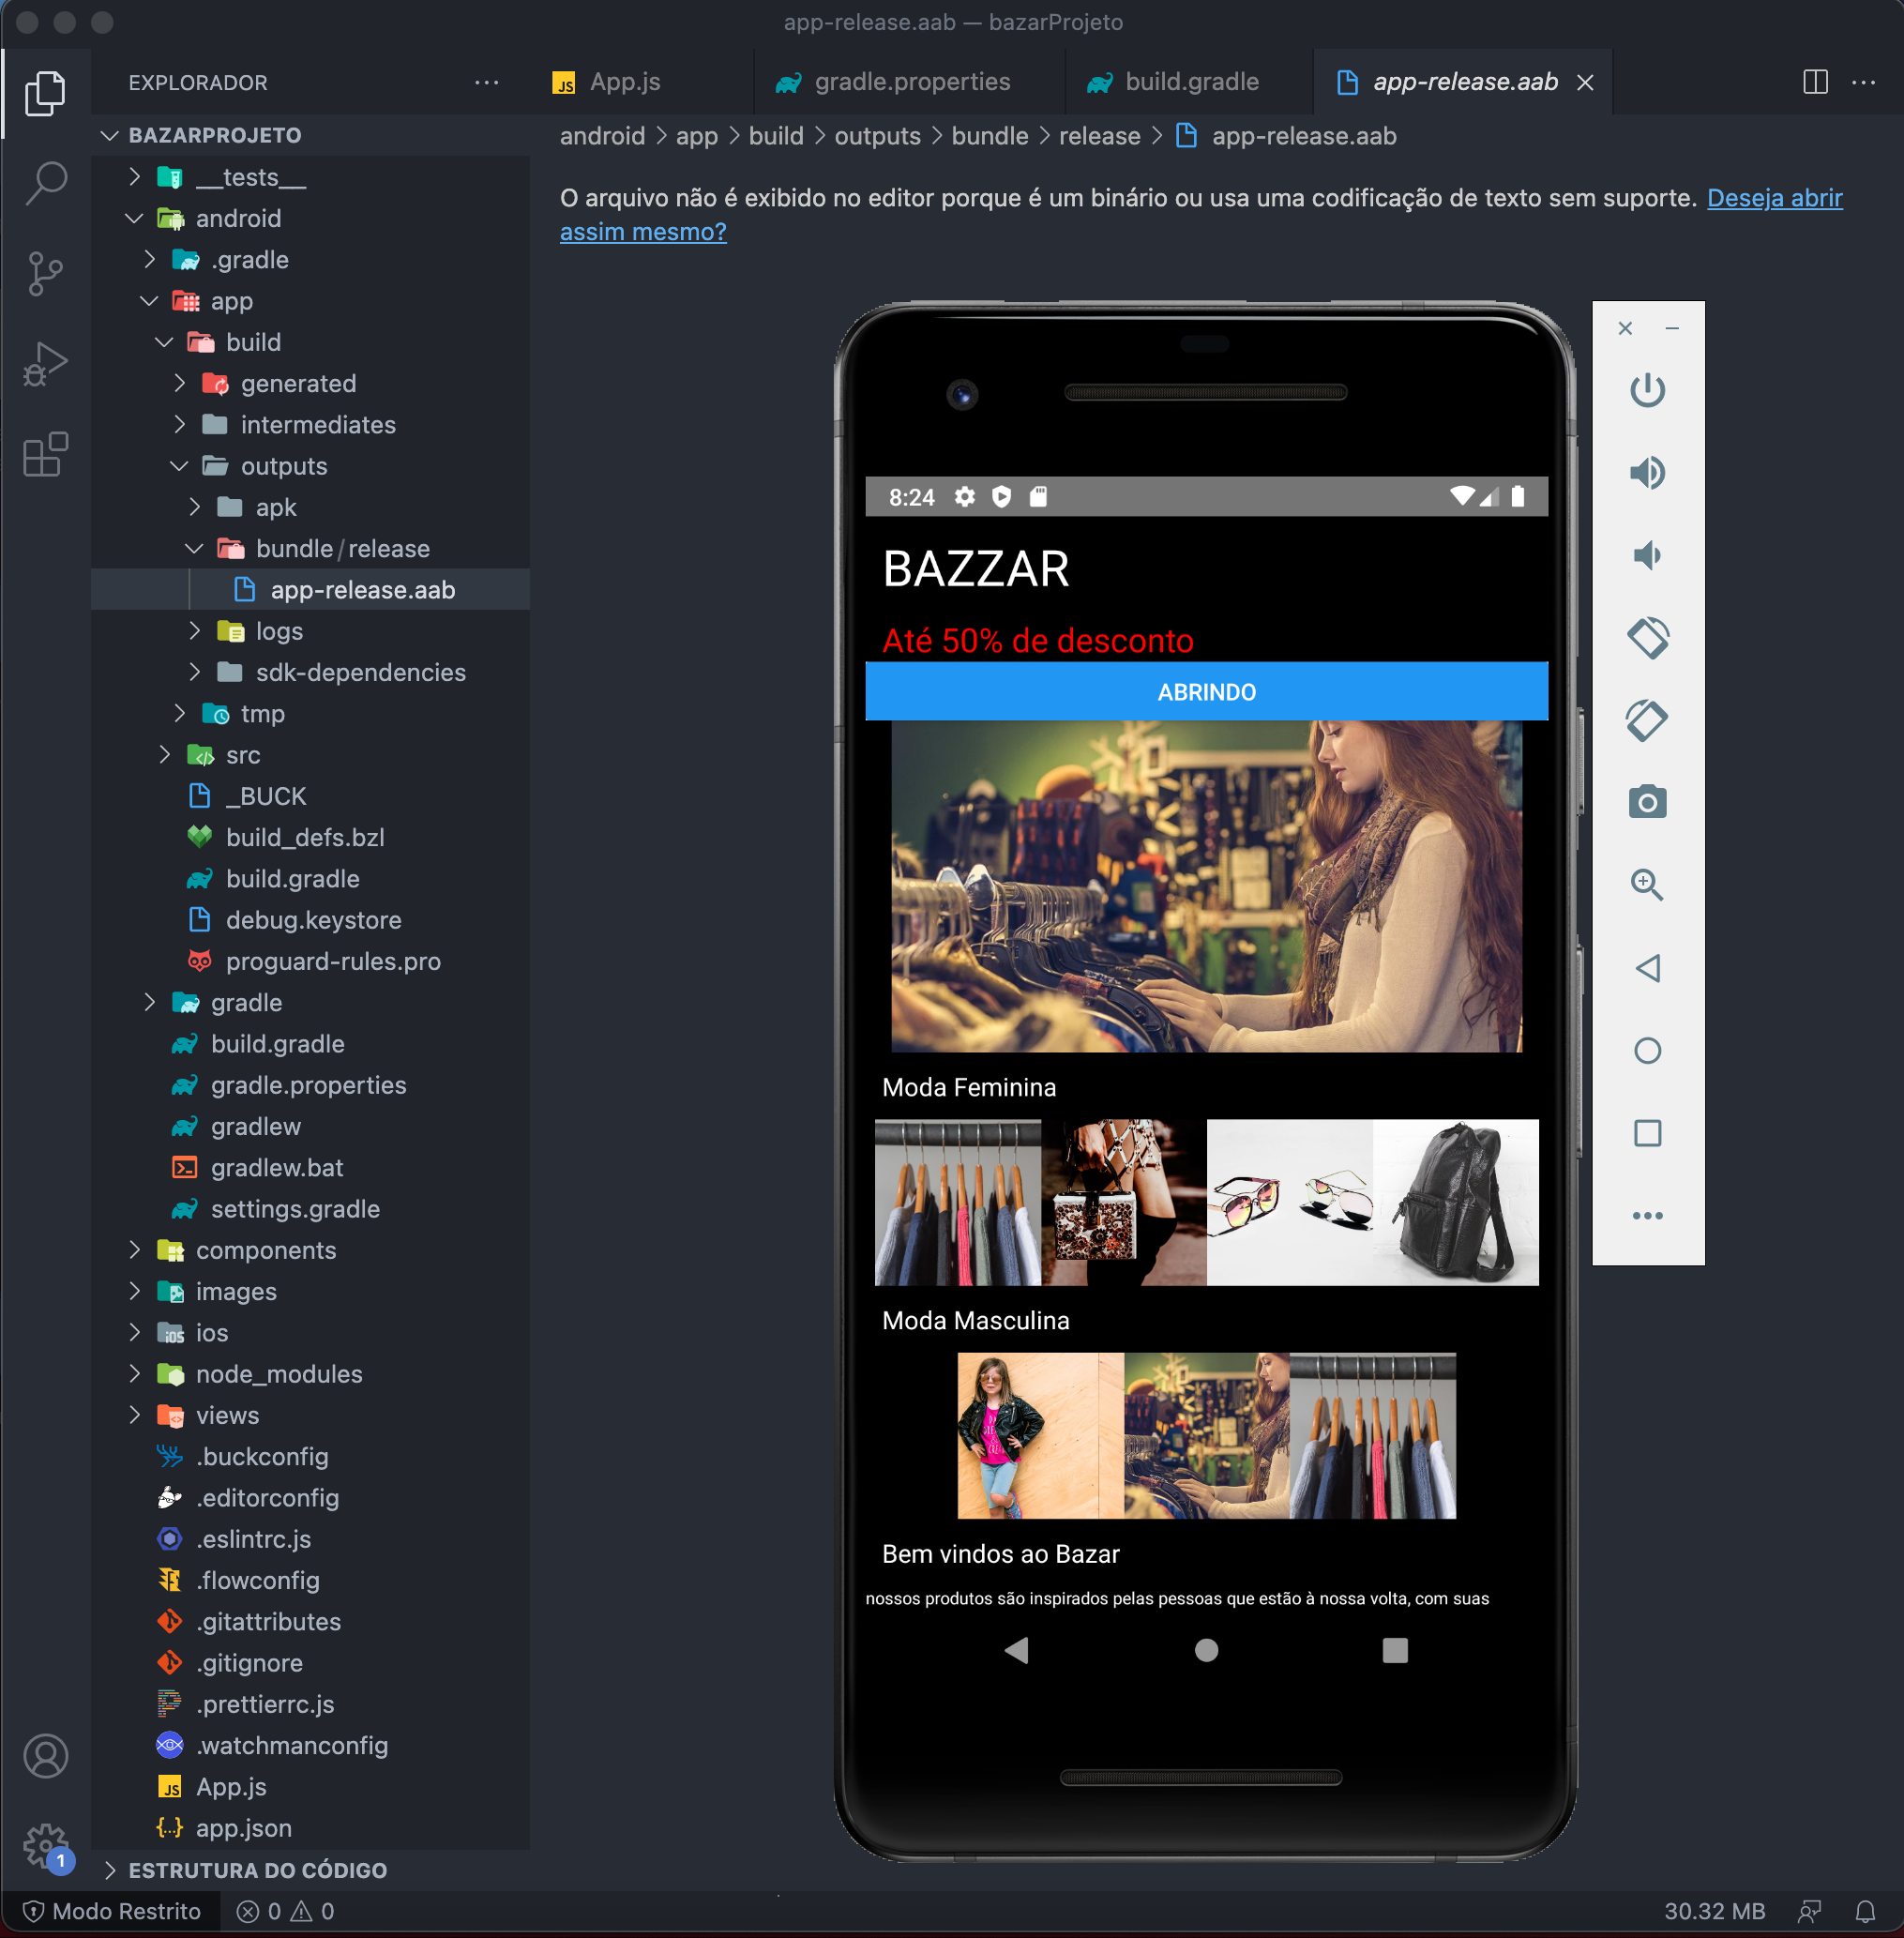 app-release.aab — bazarProjeto
EXPLORADOR
App.js
gradle.properties
build.gradle
app-release.aab
BAZARPROJETO
android > app > build > outputs > bundle > release > app-release.aab
O arquivo não é exibido no editor porque é um binário ou usa uma codificação de texto sem suporte. Deseja abrir
assim mesmo?
__tests__
android
.gradle
app
build
generated
intermediates
outputs
apk
bundle/release
app-release.aab
logs
sdk-dependencies
tmp
src
_BUCK
build_defs.bzl
build.gradle
debug.keystore
proguard-rules.pro
gradle
build.gradle
gradle.properties
gradlew
gradlew.bat
settings.gradle
components
images
ios
node_modules
views
.buckconfig
.editorconfig
.eslintrc.js
.flowconfig
.gitattributes
.gitignore
.prettierrc.js
.watchmanconfig
App.js
app.json
ESTRUTURA DO CÓDIGO
8:24
BAZZAR
Até 50% de desconto
ABRINDO
Moda Feminina
Moda Masculina
Bem vindos ao Bazar
nossos produtos são inspirados pelas pessoas que estão à nossa volta, com suas
1
Modo Restrito
0
0
30.32 MB